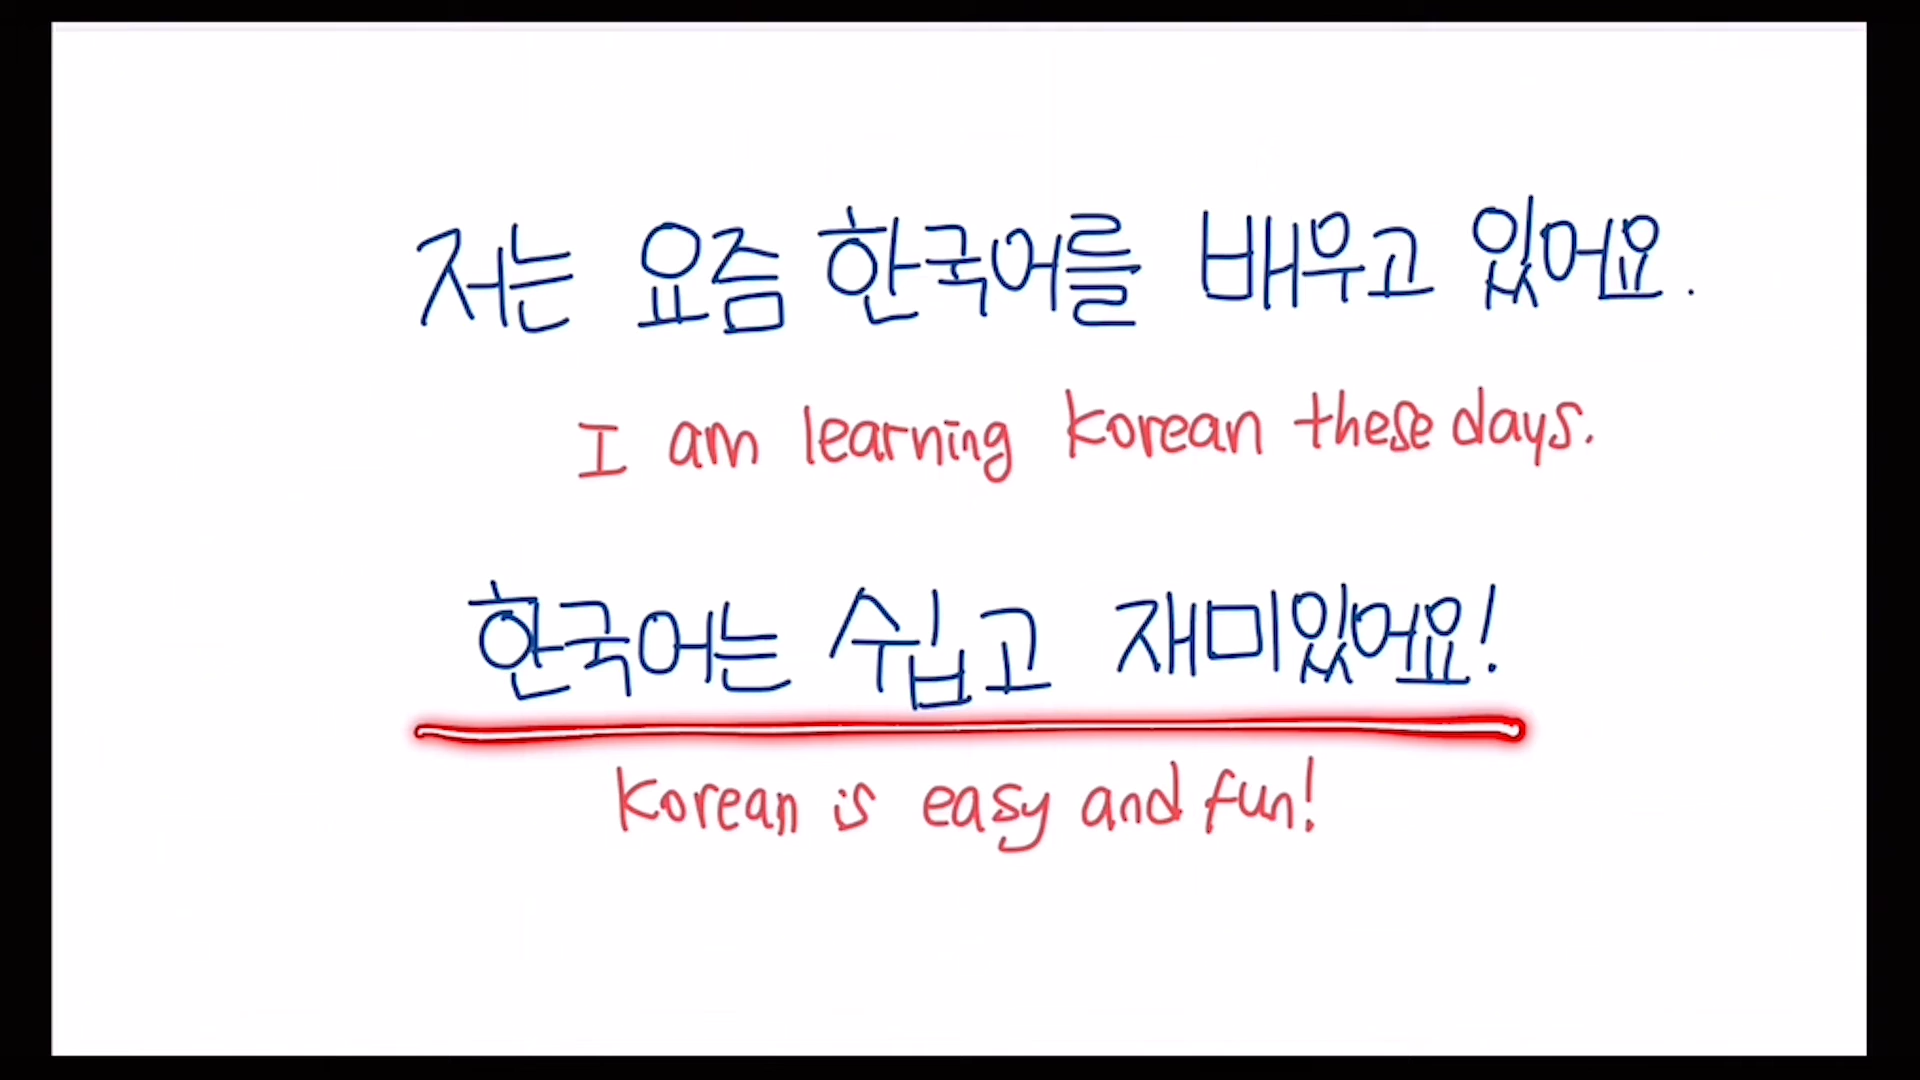 저는 요즘 한국어를 배우고 있어요.
I am learning Korean these days.
한국어는 쉽고 재미있어요!
Korean is easy and fun!